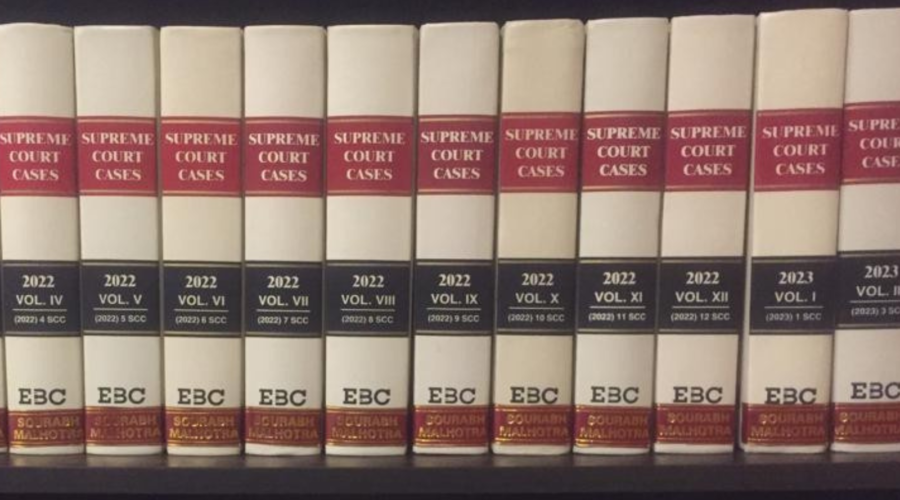 SUPREME
COURT
CASES
2022
VOL. IV
(2022) 4 SCC
EBC
SOURABH
MALHOTRA
SUPREME
COURT
CASES
2022
VOL. V
(2022) 5 SCC
EBC
SOURABH
MALHOTRA
SUPREME
COURT
CASES
2022
VOL. VI
(2022) 6 SCC
EBC
SOURABH
MALHOTRA
SUPREME
COURT
CASES
2022
VOL. VII
(2022) 7 SCC
EBC
SOURABH
MALHOTRA
SUPREME
COURT
CASES
2022
VOL. VIII
(2022) 8 SCC
EBC
SOURABH
MALHOTRA
SUPREME
COURT
CASES
2022
VOL. IX
(2022) 9 SCC
EBC
SOURABH
MALHOTRA
SUPREME
COURT
CASES
2022
VOL. X
(2022) 10 SCC
EBC
SOURABH
MALHOTRA
SUPREME
COURT
CASES
2022
VOL. XI
(2022) 11 SCC
EBC
SOURABH
MALHOTRA
SUPREME
COURT
CASES
2022
VOL. XII
(2022) 12 SCC
EBC
SOURABH
MALHOTRA
SUPREME
COURT
CASES
2023
VOL. I
(2023) 1 SCC
EBC
SOURABH
MALHOTRA
2023
VOL.
(2023) 3
EBC